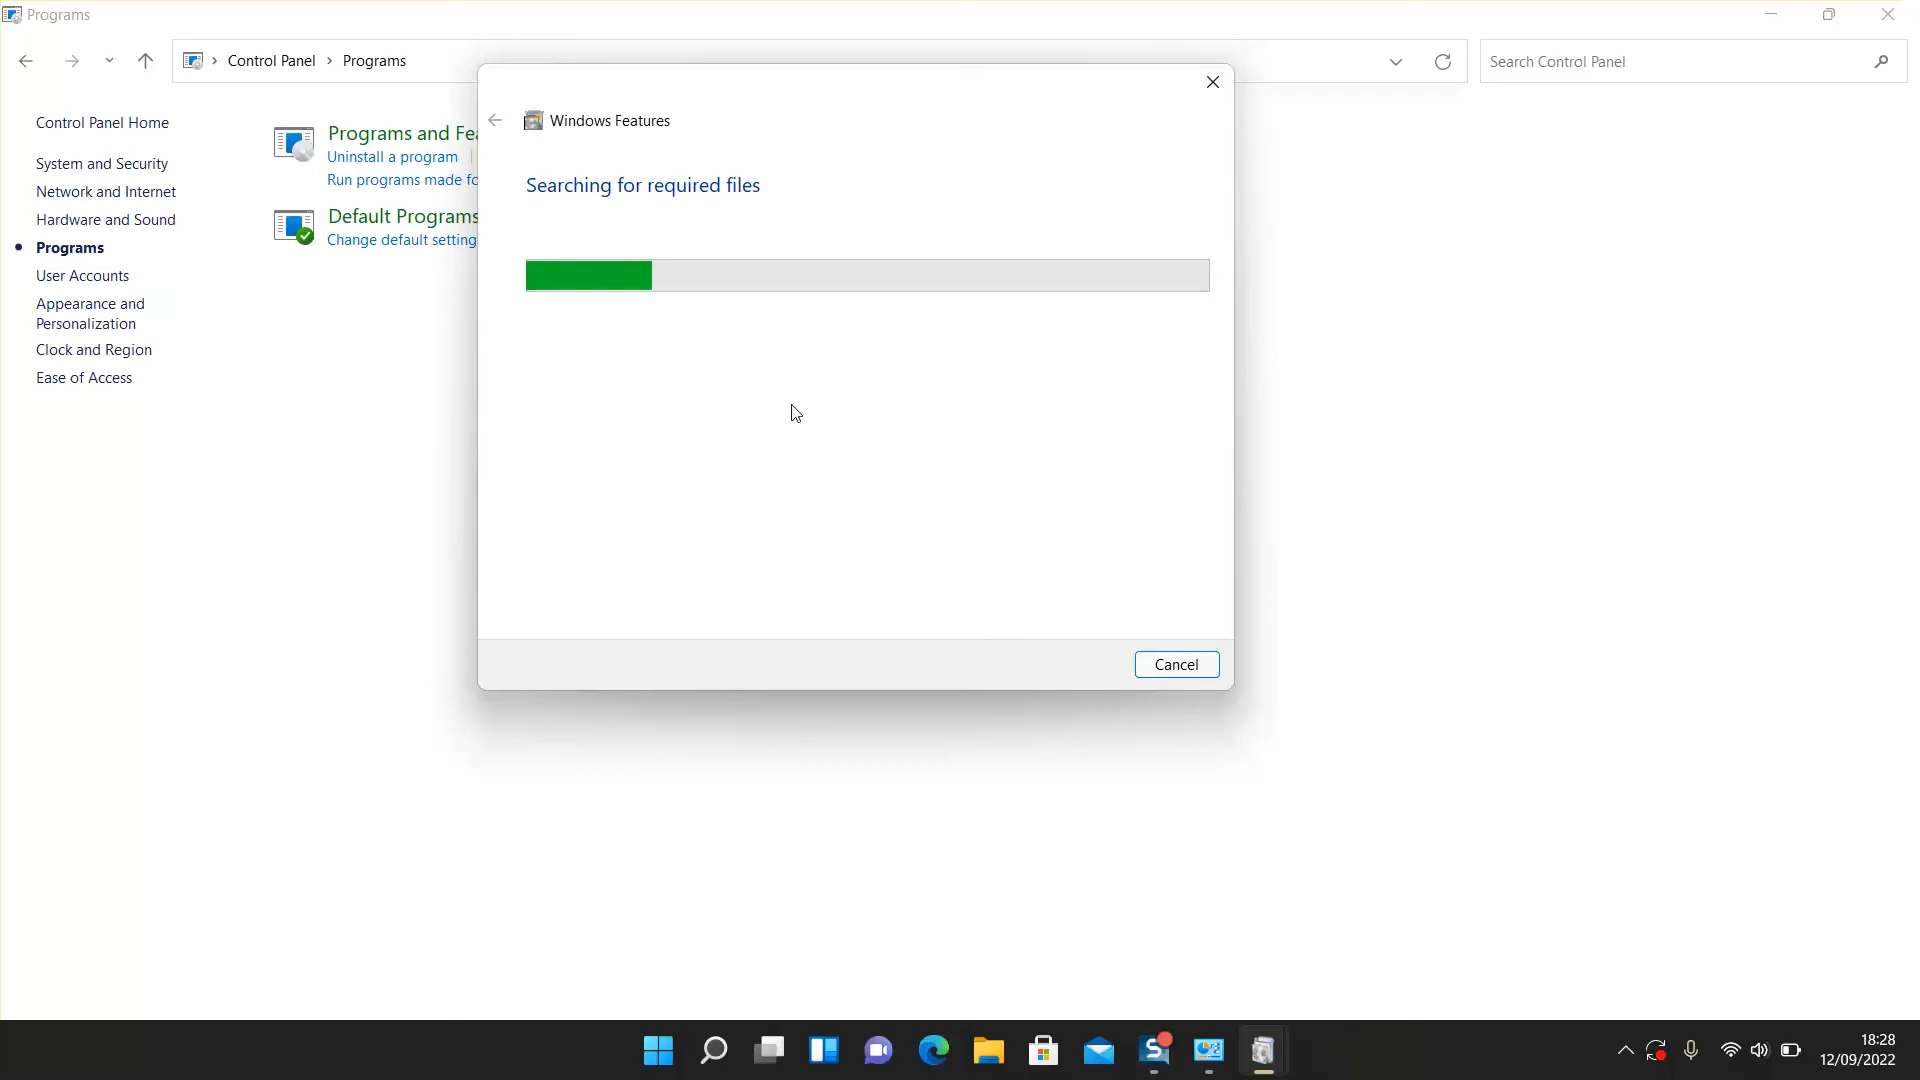 Programs
Control Panel
Programs
Search Control Panel
Control Panel Home
System and Security
Network and Internet
Hardware and Sound
Programs
User Accounts
Appearance and
Personalization
Clock and Region
Ease of Access
Programs and Fea
Uninstall a program
Run programs made fo
Default Programs
Change default setting
Windows Features
Searching for required files
Cancel
18:28
12/09/2022